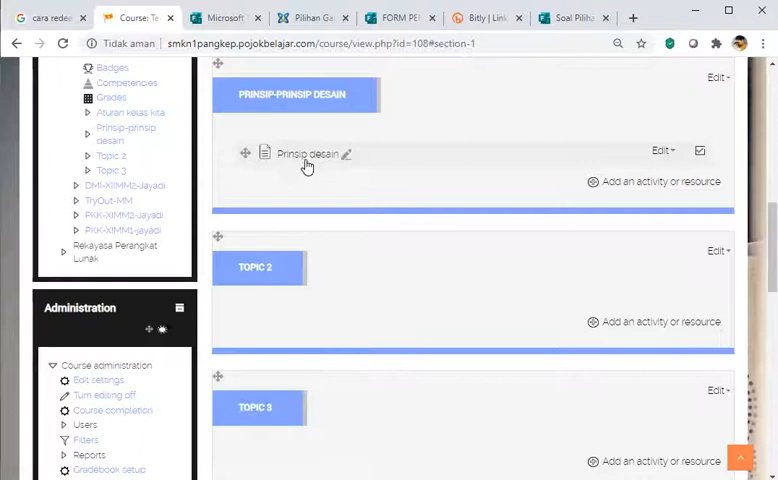 cara redee
Course: Te
Microsoft T
Pilihan Ga
FORM PE
Bitly | Link
Soal Piliha
Tidak aman
smkn1pangkep.pojokbelajar.com/course/view.php?id=108#section-1
Badges
Competencies
Grades
Aturan kelas kita
Prinsip-prinsip
desain
Topic 2
Topic 3
DMI-XIIMM2-Jayadi
TryOut-MM
PKK-XIMM2-Jayadi
PKK-XIMM1-jayadi
Rekayasa Perangkat
Lunak
Administration
Course administration
Edit settings
Turn editing off
Course completion
Users
Filters
Reports
Gradebook setup
Edit
PRINSIP-PRINSIP DESAIN
Prinsip desain
Edit
Add an activity or resource
Edit
TOPIC 2
Add an activity or resource
Edit
TOPIC 3
Add an activity or resource